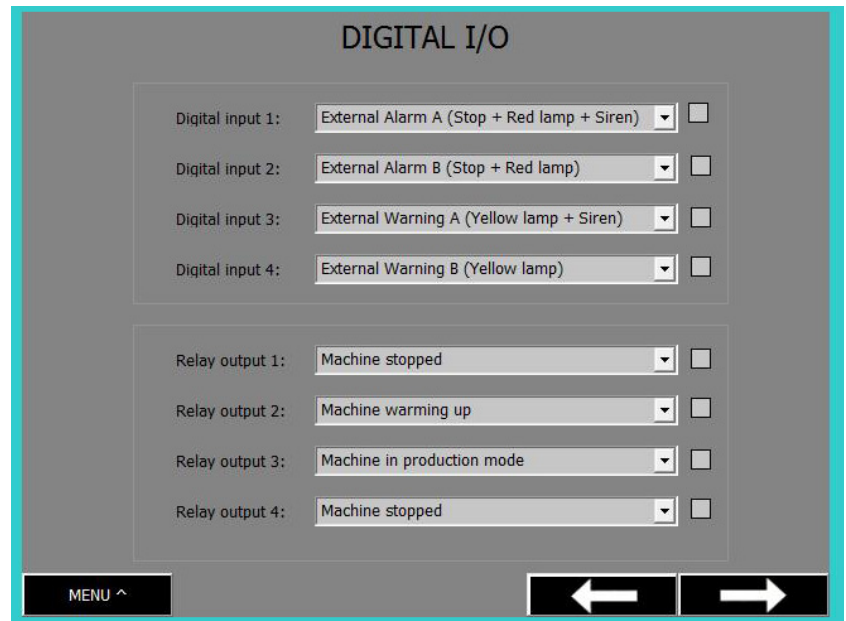 DIGITAL I/O
Digital input 1: External Alarm A (Stop + Red lamp + Siren)
Digital input 2: External Alarm B (Stop + Red lamp)
Digital input 3: External Warning A (Yellow lamp + Siren)
Digital input 4: External Warning B (Yellow lamp)
Relay output 1: Machine stopped
Relay output 2: Machine warming up
Relay output 3: Machine in production mode
Relay output 4: Machine stopped
MENU ^